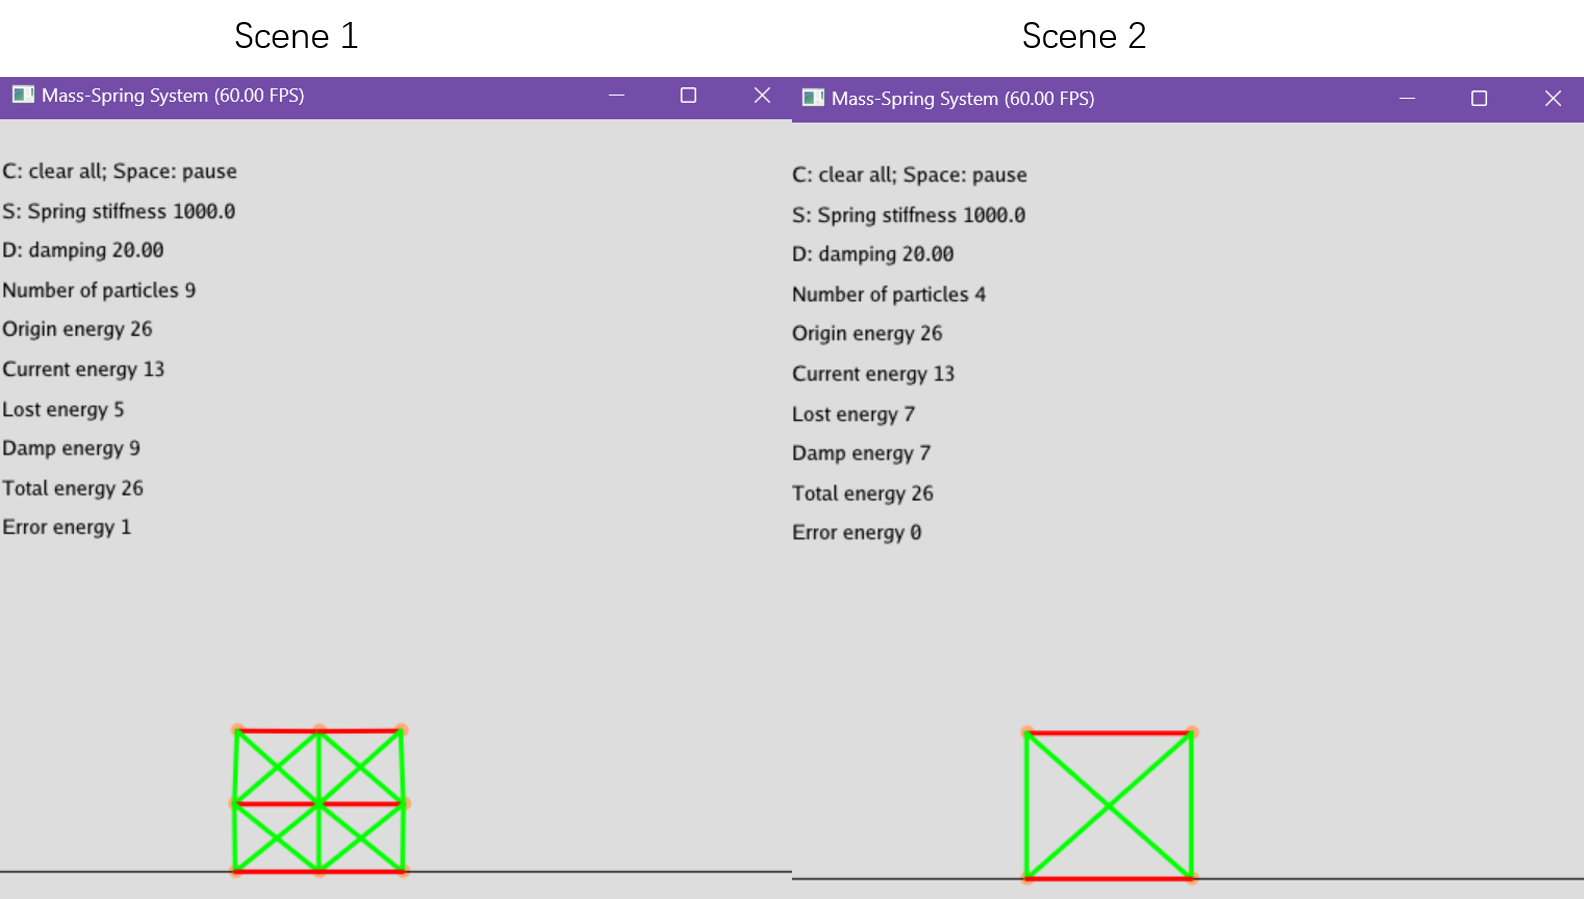 Scene 1
Mass-Spring System (60.00 FPS)
C: clear all; Space: pause
S: Spring stiffness 1000.0
D: damping 20.00
Number of particles 9
Origin energy 26
Current energy 13
Lost energy 5
Damp energy 9
Total energy 26
Error energy 1
Scene 2
Mass-Spring System (60.00 FPS)
C: clear all; Space: pause
S: Spring stiffness 1000.0
D: damping 20.00
Number of particles 4
Origin energy 26
Current energy 13
Lost energy 7
Damp energy 7
Total energy 26
Error energy 0